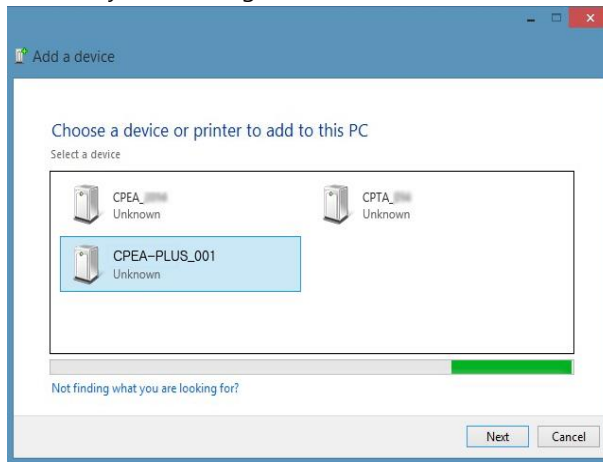 Add a device
Choose a device or printer to add to this PC
Select a device
CPEA_
Unknown
CPTA_
Unknown
CPEA-PLUS_001
Unknown
Not finding what you are looking for?
Next Cancel